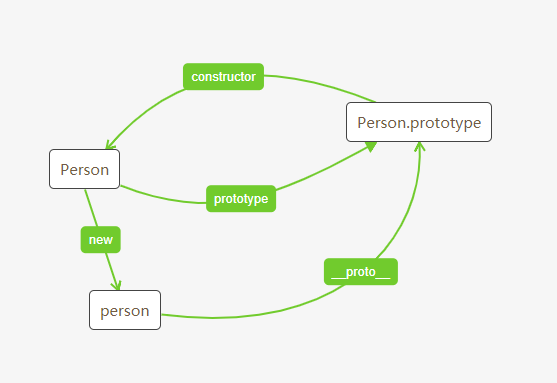 constructor
Person.prototype
Person
prototype
new
__proto__
person